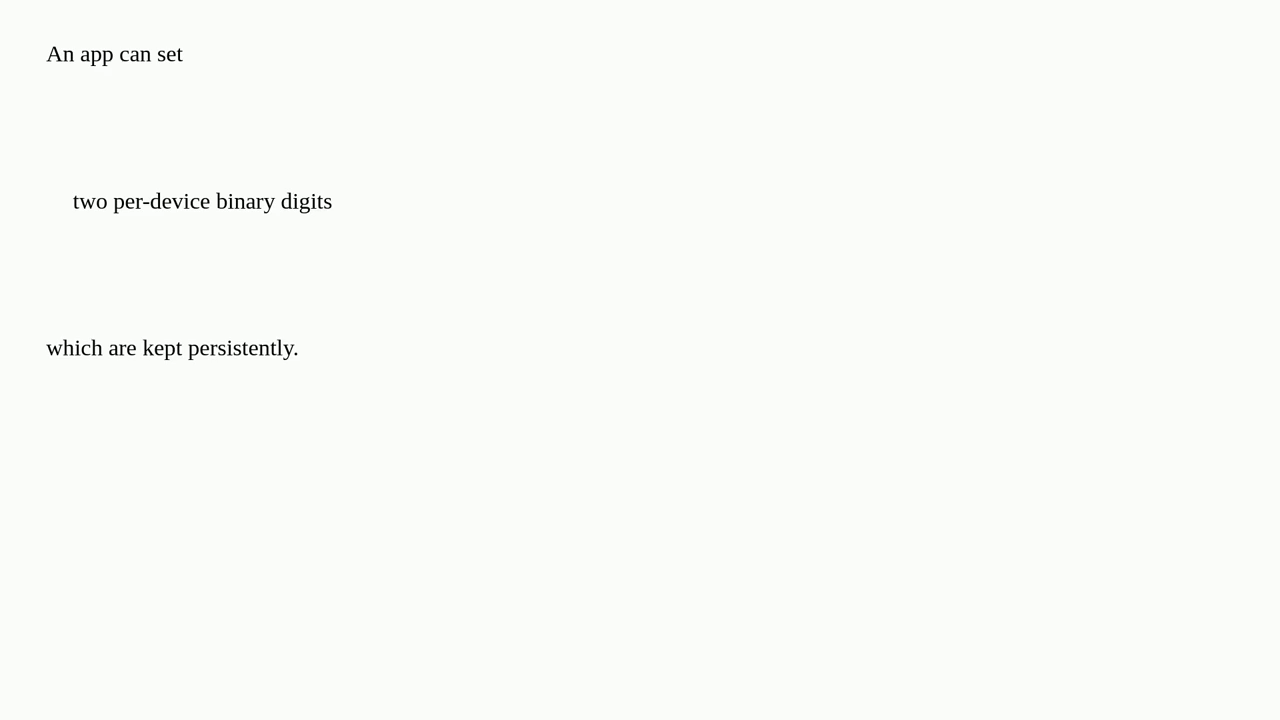 An app can set
two per-device binary digits
which are kept persistently.